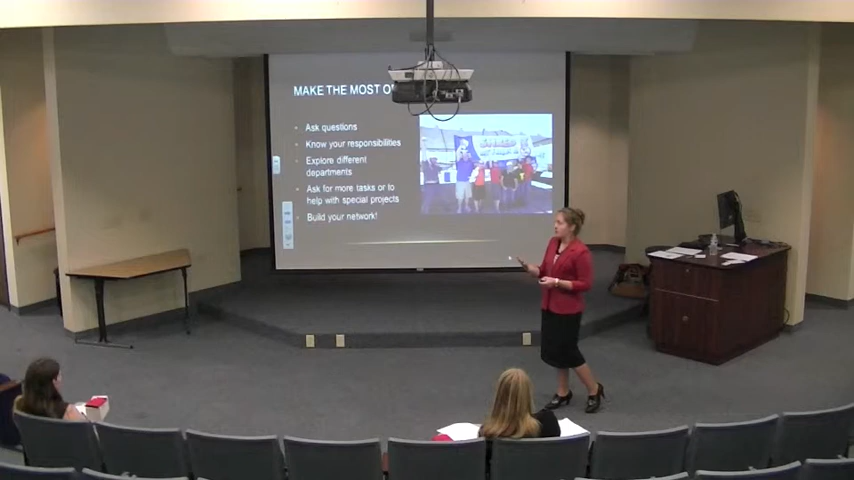 MAKE THE MOST
Ask questions
Know your responsibilities
Explore different
departments
Ask for more tasks or to
help with special projects
Build your network!